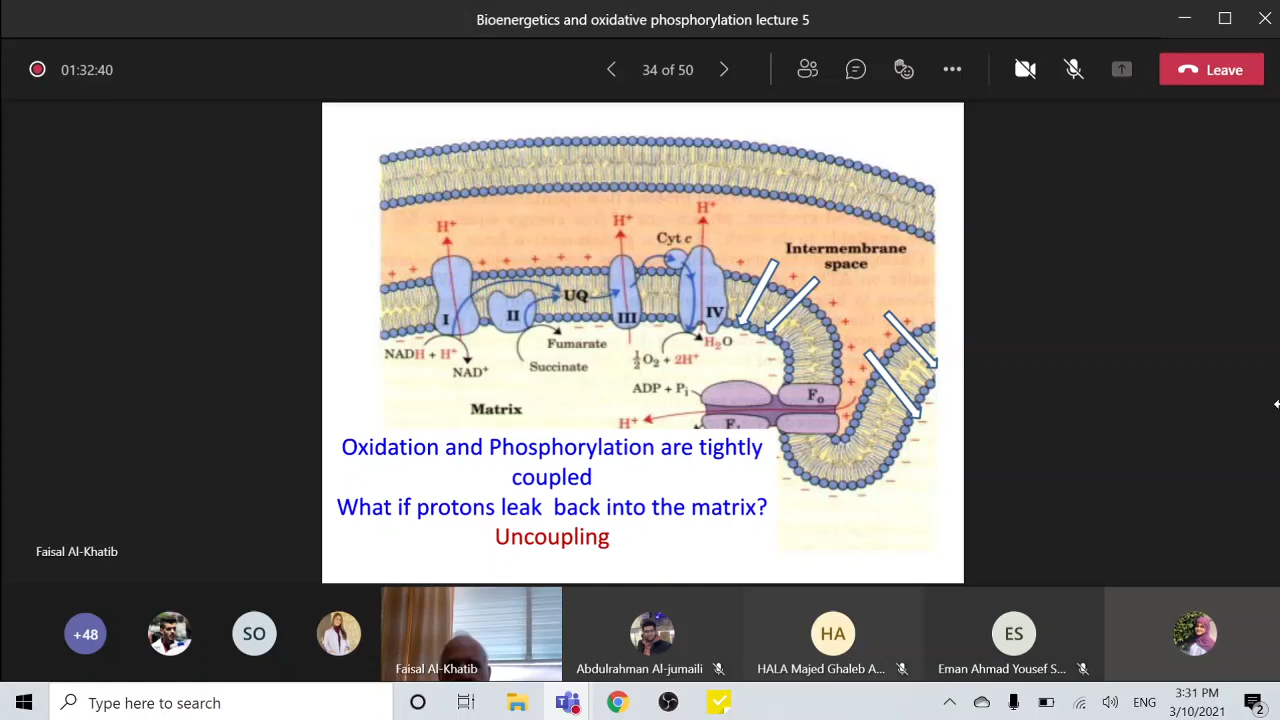 Bioenergetics and oxidative phosphorylation lecture 5
01:32:40
34 of 50
Leave
H+
H+
H+
Cyt c
Intermembrane
space
UQ
I
II
III
IV
NADH + H+
NAD+
Fumarate
Succinate
½O2 + 2H+
H2O
ADP + Pi
Fo
Matrix
H+
F1
Oxidation and Phosphorylation are tightly
coupled
What if protons leak back into the matrix?
Uncoupling
Faisal Al-Khatib
+48
SO
HA
ES
Faisal Al-Khatib
Abdulrahman Al-jumaili
HALA Majed Ghaleb A...
Eman Ahmad Yousef S...
Type here to search
ENG
3:31 PM
3/10/2021
2